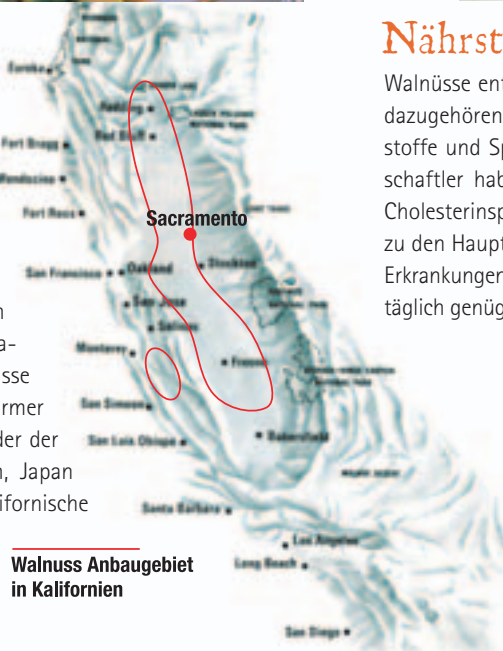 Nährst
Walnüsse ent
dazugehören
stoffe und Sp
schaftler hab
Cholesterinsp
zu den Haupt
Erkrankungen
täglich genüg
Eureka
Redding
Red Bluff
Fort Bragg
Mendocino
Fort Ross
Sacramento
San Francisco
Oakland
Stockton
San Jose
Salinas
Monterey
Fresno
San Simeon
San Luis Obispo
Bakersfield
Santa Barbara
Los Angeles
Long Beach
San Diego
n
a-
sse
rmer
der der
n, Japan
ifornische
Walnuss Anbaugebiet
in Kalifornien